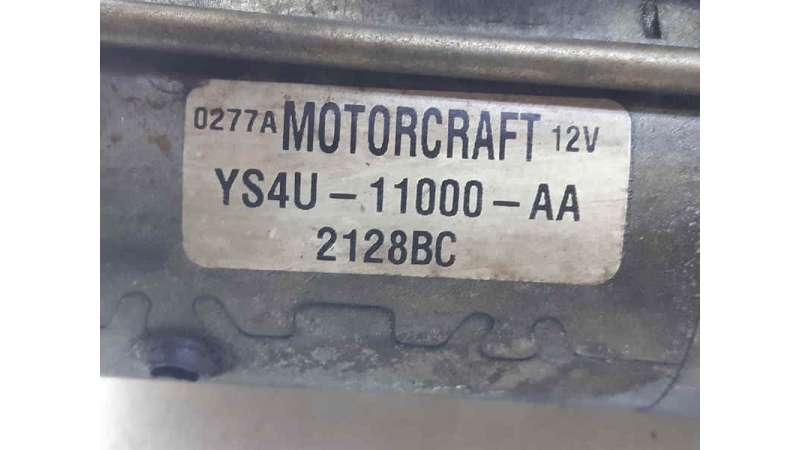 0277A MOTORCRAFT 12V
YS4U-11000-AA
2128BC